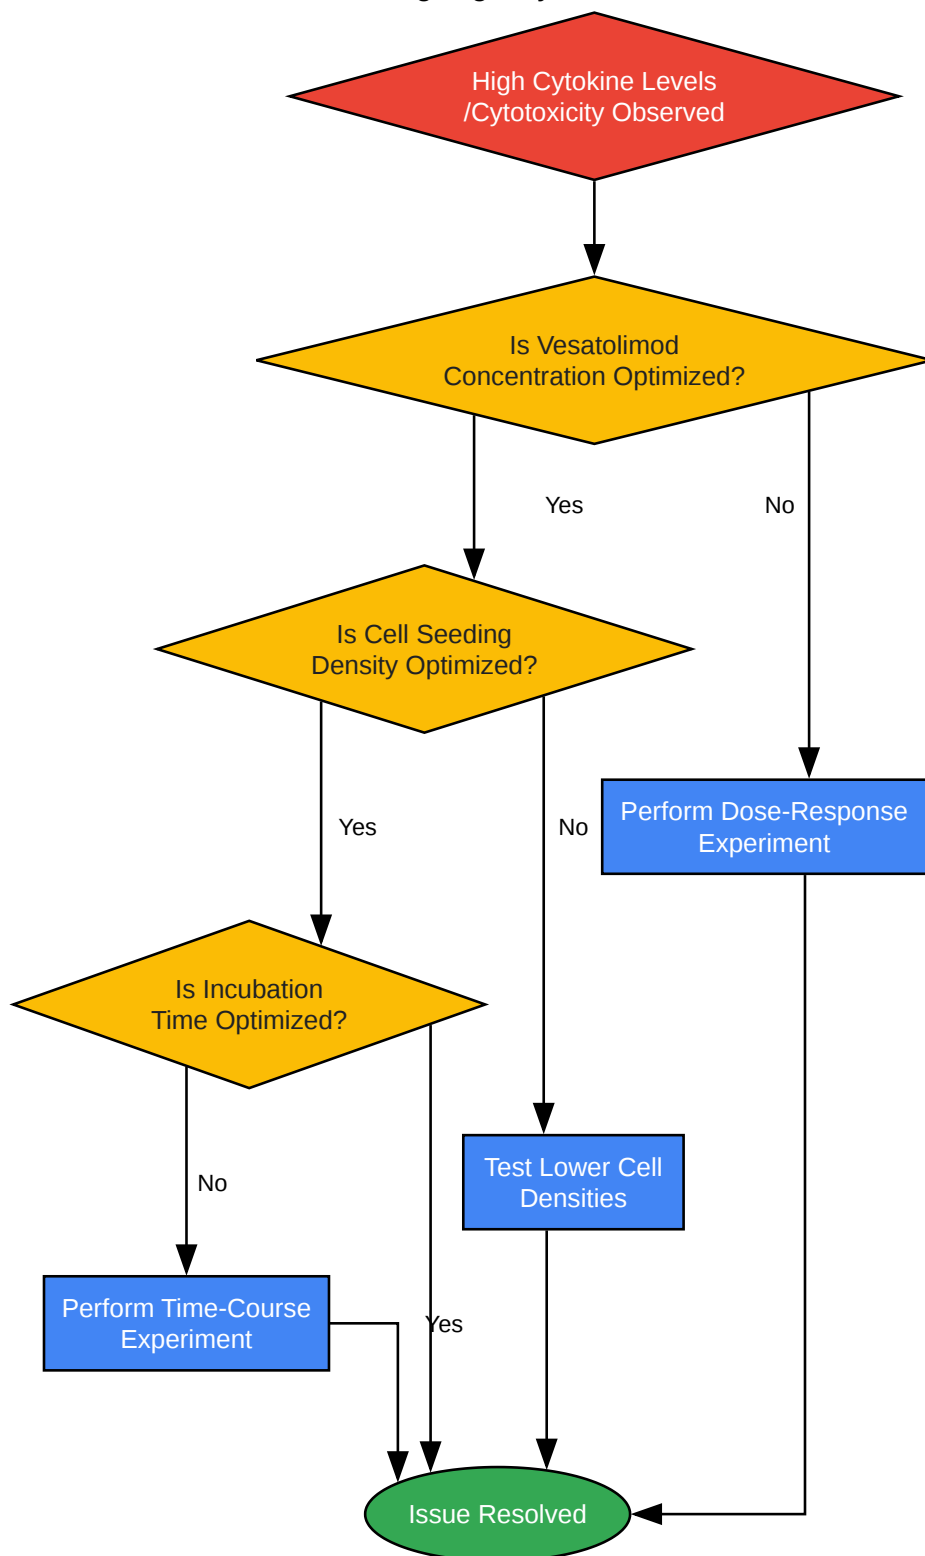 High Cytokine Levels
/Cytotoxicity Observed
Is Vesatolimod
Concentration Optimized?
Yes
No
Is Cell Seeding
Density Optimized?
Yes
No
Perform Dose-Response
Experiment
Is Incubation
Time Optimized?
No
Test Lower Cell
Densities
Perform Time-Course
Experiment
Yes
Issue Resolved